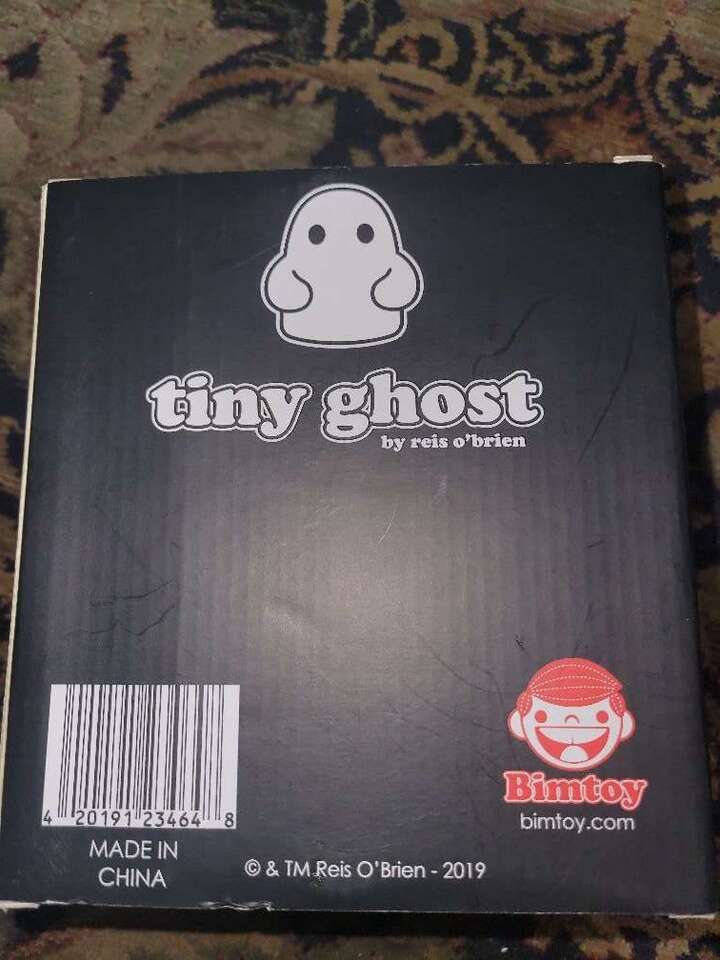 tiny ghost
by reis o'brien
4 20191 23464 8
MADE IN
CHINA
© & TM Reis O'Brien - 2019
Bimtoy
bimtoy.com